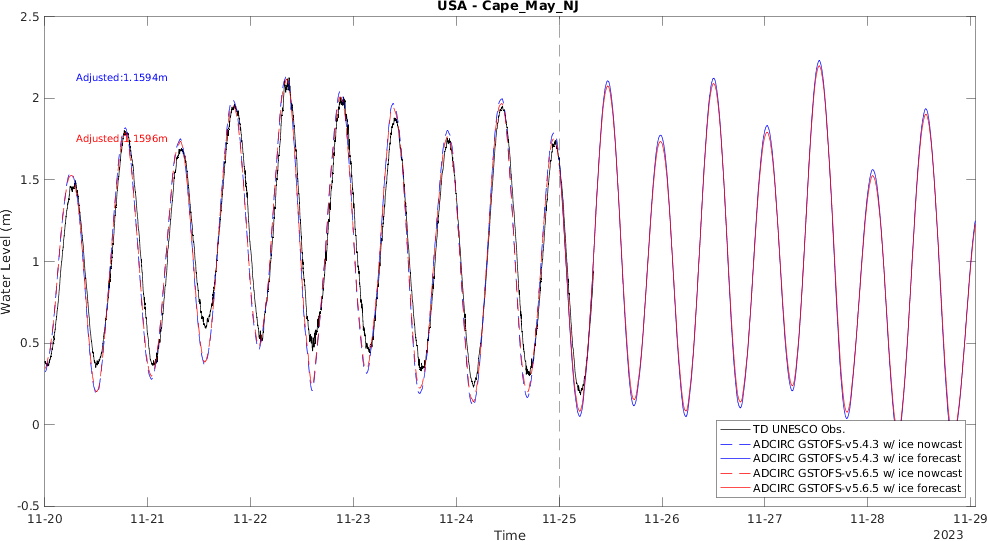 USA - Cape_May_NJ
2.5
2
1.5
1
0.5
0
-0.5
Water Level (m)
Adjusted:1.1594m
Adjusted:1.1596m
TD UNESCO Obs.
ADCIRC GSTOFS-v5.4.3 w/ ice nowcast
ADCIRC GSTOFS-v5.4.3 w/ ice forecast
ADCIRC GSTOFS-v5.6.5 w/ ice nowcast
ADCIRC GSTOFS-v5.6.5 w/ ice forecast
11-20 11-21 11-22 11-23 11-24 11-25 11-26 11-27 11-28 11-29
Time
2023